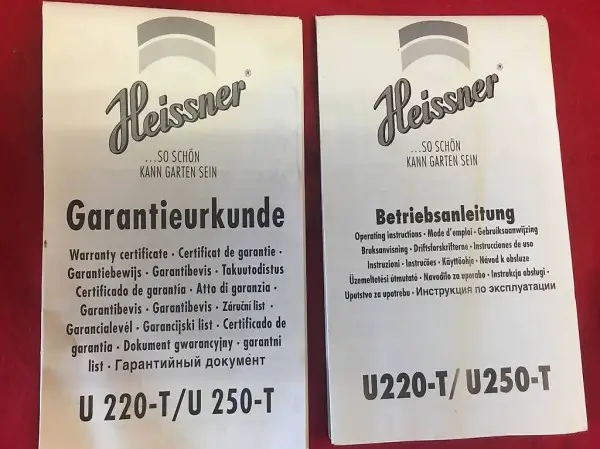 Heissner®
...SO SCHÖN
KANN GARTEN SEIN
Garantieurkunde
Warranty certificate · Certificat de garantie ·
Garantiebewijs · Garantibevis · Takuutodistus
Certificado de garantía · Atto di garanzia ·
Garantibevis · Garantibevis · Záruční list ·
Garancialevél · Garancijski list · Certificado de
garantia · Dokument gwarancyjny · garantni
list · Гарантийный документ
U 220-T/U 250-T
Heissner®
...SO SCHÖN
KANN GARTEN SEIN
Betriebsanleitung
Operating instructions · Mode d'emploi · Gebruiksaanwijzing
Bruksanvisning · Driftsforskrifterne · Instrucciones de uso
Instruzioni · Instrucões · Käyttöohje · Návod k obsluze
Üzemeltetési útmutató · Navodilo za uporabo · Instrukcja obsługi ·
Uputstvo za upotrebu · Инструкция по эксплуатации
U220-T/ U250-T